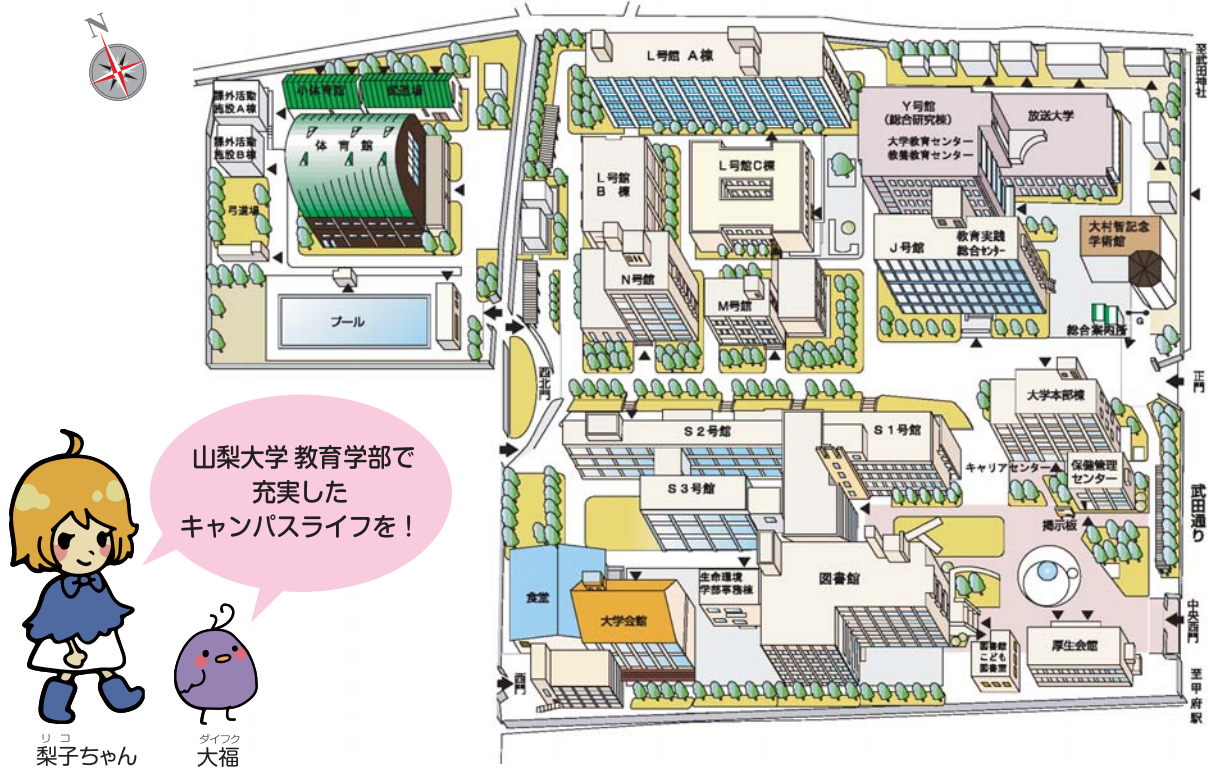 N
L号館 A棟
至武田神社
小体育館
武道場
課外活動
施設A棟
課外活動
施設B棟
体育館
弓道場
プール
L号館
B棟
L号館C棟
Y号館
(総合研究棟)
大学教育センター
教養教育センター
放送大学
N号館
M号館
J号館
教育実践
総合センター
大村智記念
学術館
G
総合案内所
西北門
正門
大学本部棟
S2号館
S1号館
キャリアセンター
保健管理
センター
S3号館
掲示板
武田通り
山梨大学 教育学部で
充実した
キャンパスライフを!
食堂
大学会館
生命環境
学部事務棟
図書館
図書館
こども
図書室
厚生会館
中央西門
西門
至甲府駅
リコ
梨子ちゃん
ダイフク
大福